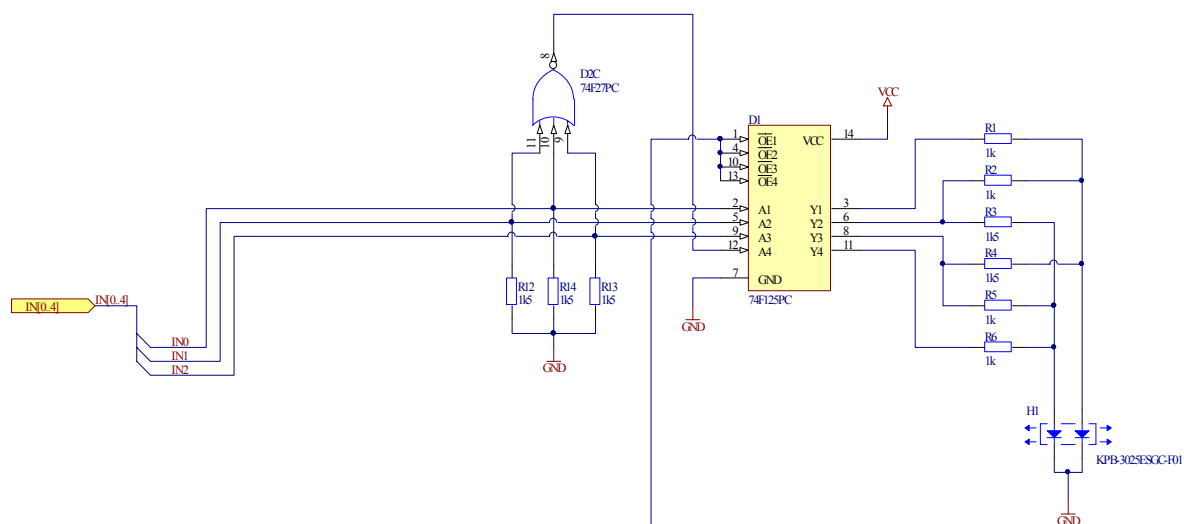 8
D2C
74F27PC
11
10
9
VCC
D1
1
OE1
VCC
14
4
OE2
10
OE3
13
OE4
2
A1
Y1
3
5
A2
Y2
6
9
A3
Y3
8
12
A4
Y4
11
7
GND
74F125PC
GND
R1
1k
R2
1k
R3
1k5
R4
1k5
R5
1k
R6
1k
R12
1k5
R14
1k5
R13
1k5
GND
IN[0..4]
IN[0..4]
IN0
IN1
IN2
H1
KPB-3025ESGC-F01
GND